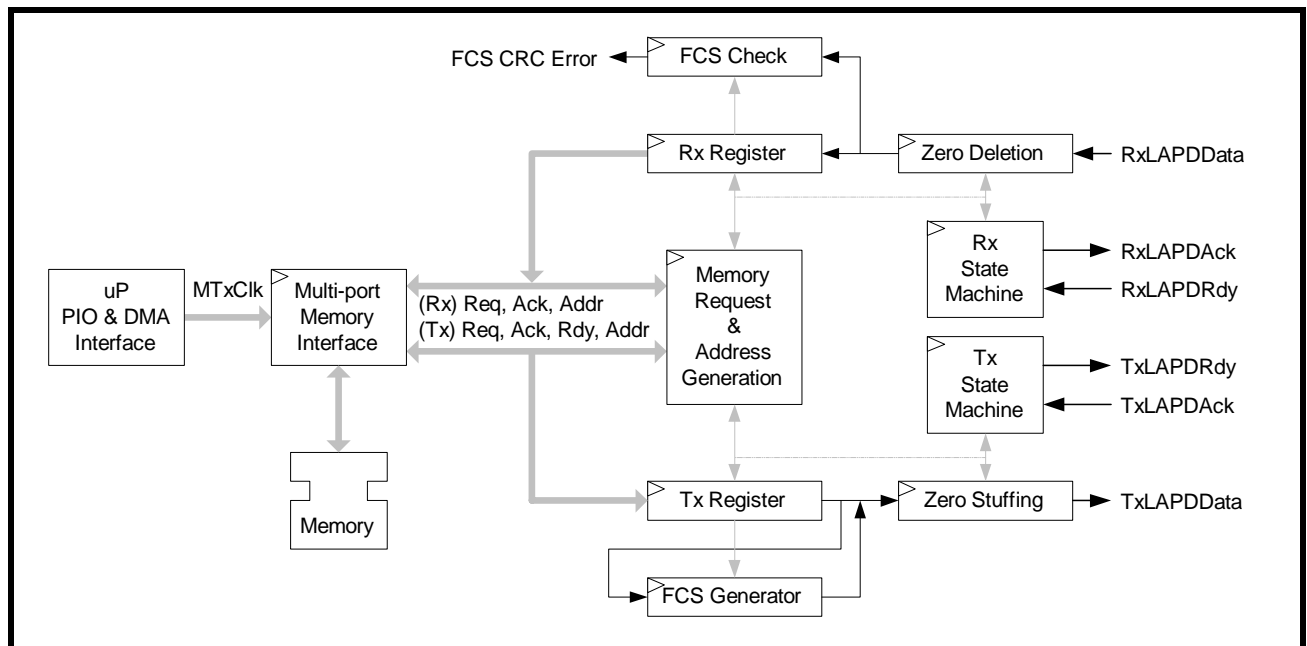 FCS CRC Error
FCS Check
Rx Register
Zero Deletion
RxLAPDData
Rx
State
Machine
RxLAPDAck
RxLAPDRdy
uP
PIO & DMA
Interface
MTxClk
Multi-port
Memory
Interface
(Rx) Req, Ack, Addr
(Tx) Req, Ack, Rdy, Addr
Memory
Request
&
Address
Generation
Tx
State
Machine
TxLAPDRdy
TxLAPDAck
Memory
Tx Register
Zero Stuffing
TxLAPDData
FCS Generator